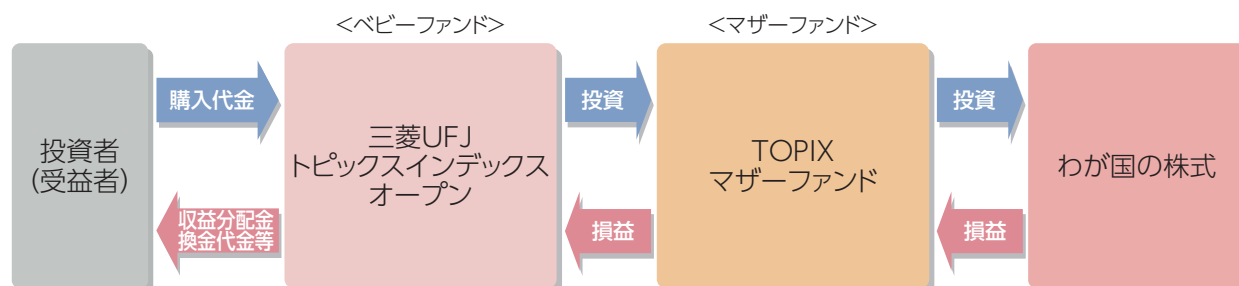 <ベビーファンド>
<マザーファンド>
購入代金
投資
投資
投資者
(受益者)
三菱UFJ
トピックスインデックス
オープン
TOPIX
マザーファンド
わが国の株式
収益分配金
換金代金等
損益
損益